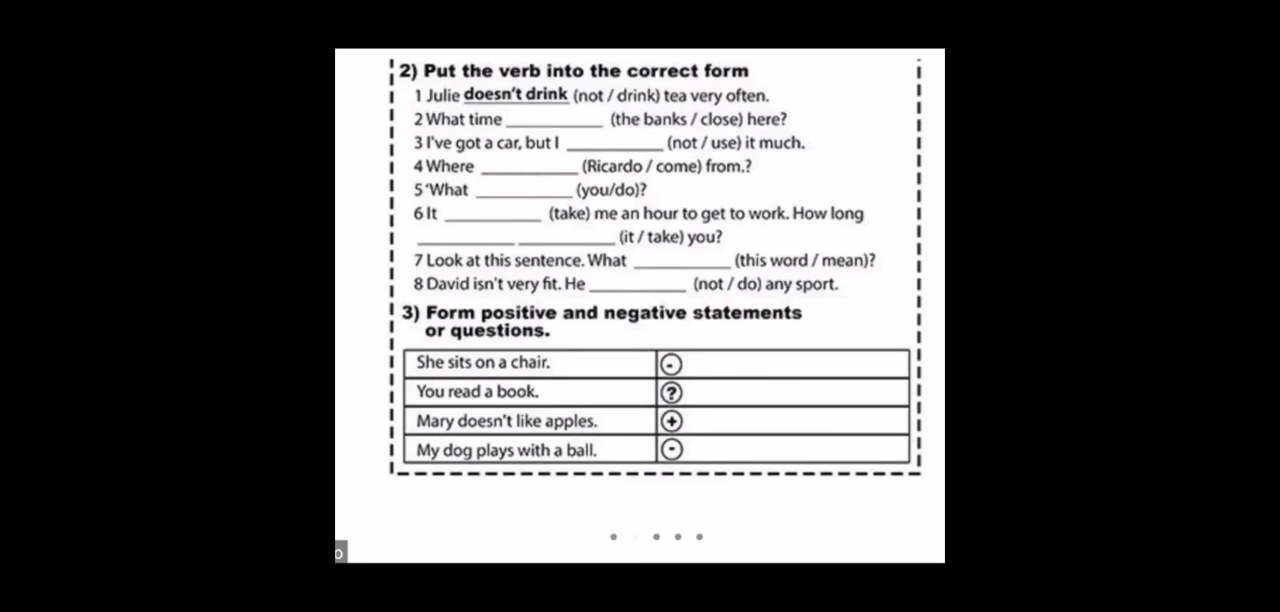 2) Put the verb into the correct form
1 Julie doesn't drink (not / drink) tea very often.
2 What time __________ (the banks / close) here?
3 I've got a car, but I __________ (not / use) it much.
4 Where __________ (Ricardo / come) from.?
5 'What __________ (you/do)?
6 It __________ (take) me an hour to get to work. How long
__________ __________ (it / take) you?
7 Look at this sentence. What __________ (this word / mean)?
8 David isn't very fit. He __________ (not / do) any sport.
3) Form positive and negative statements
or questions.
She sits on a chair. -
You read a book. ?
Mary doesn't like apples. +
My dog plays with a ball. -